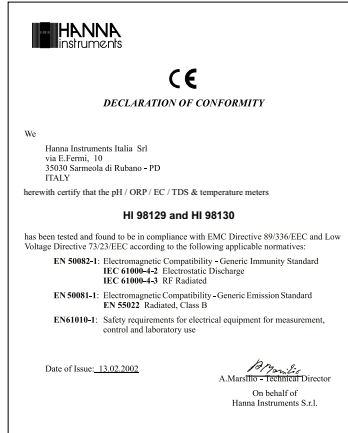 HANNA
instruments
CE
DECLARATION OF CONFORMITY
We
Hanna Instruments Italia Srl
via E.Fermi, 10
35030 Sarmeola di Rubano - PD
ITALY
herewith certify that the pH / ORP / EC / TDS & temperature meters
HI 98129 and HI 98130
has been tested and found to be in compliance with EMC Directive 89/336/EEC and Low
Voltage Directive 73/23/EEC according to the following applicable normatives:
EN 50082-1: Electromagnetic Compatibility - Generic Immunity Standard
IEC 61000-4-2 Electrostatic Discharge
IEC 61000-4-3 RF Radiated
EN 50081-1: Electromagnetic Compatibility - Generic Emission Standard
EN 55022 Radiated, Class B
EN61010-1: Safety requirements for electrical equipment for measurement,
control and laboratory use
Date of Issue: 13.02.2002
A.Marsilio - Technical Director
On behalf of
Hanna Instruments S.r.l.